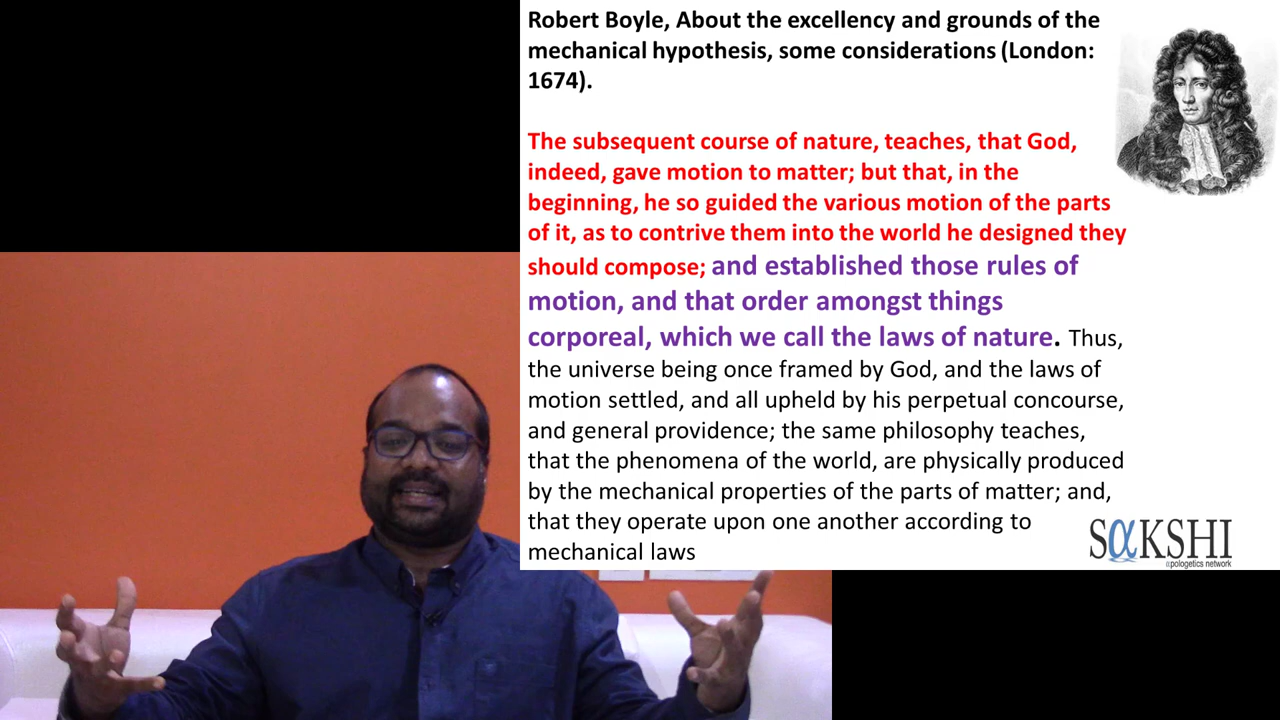 Robert Boyle, About the excellency and grounds of the
mechanical hypothesis, some considerations (London:
1674).
The subsequent course of nature, teaches, that God,
indeed, gave motion to matter; but that, in the
beginning, he so guided the various motion of the parts
of it, as to contrive them into the world he designed they
should compose; and established those rules of
motion, and that order amongst things
corporeal, which we call the laws of nature. Thus,
the universe being once framed by God, and the laws of
motion settled, and all upheld by his perpetual concourse,
and general providence; the same philosophy teaches,
that the phenomena of the world, are physically produced
by the mechanical properties of the parts of matter; and,
that they operate upon one another according to
mechanical laws
SαKSHI
αpologetics network